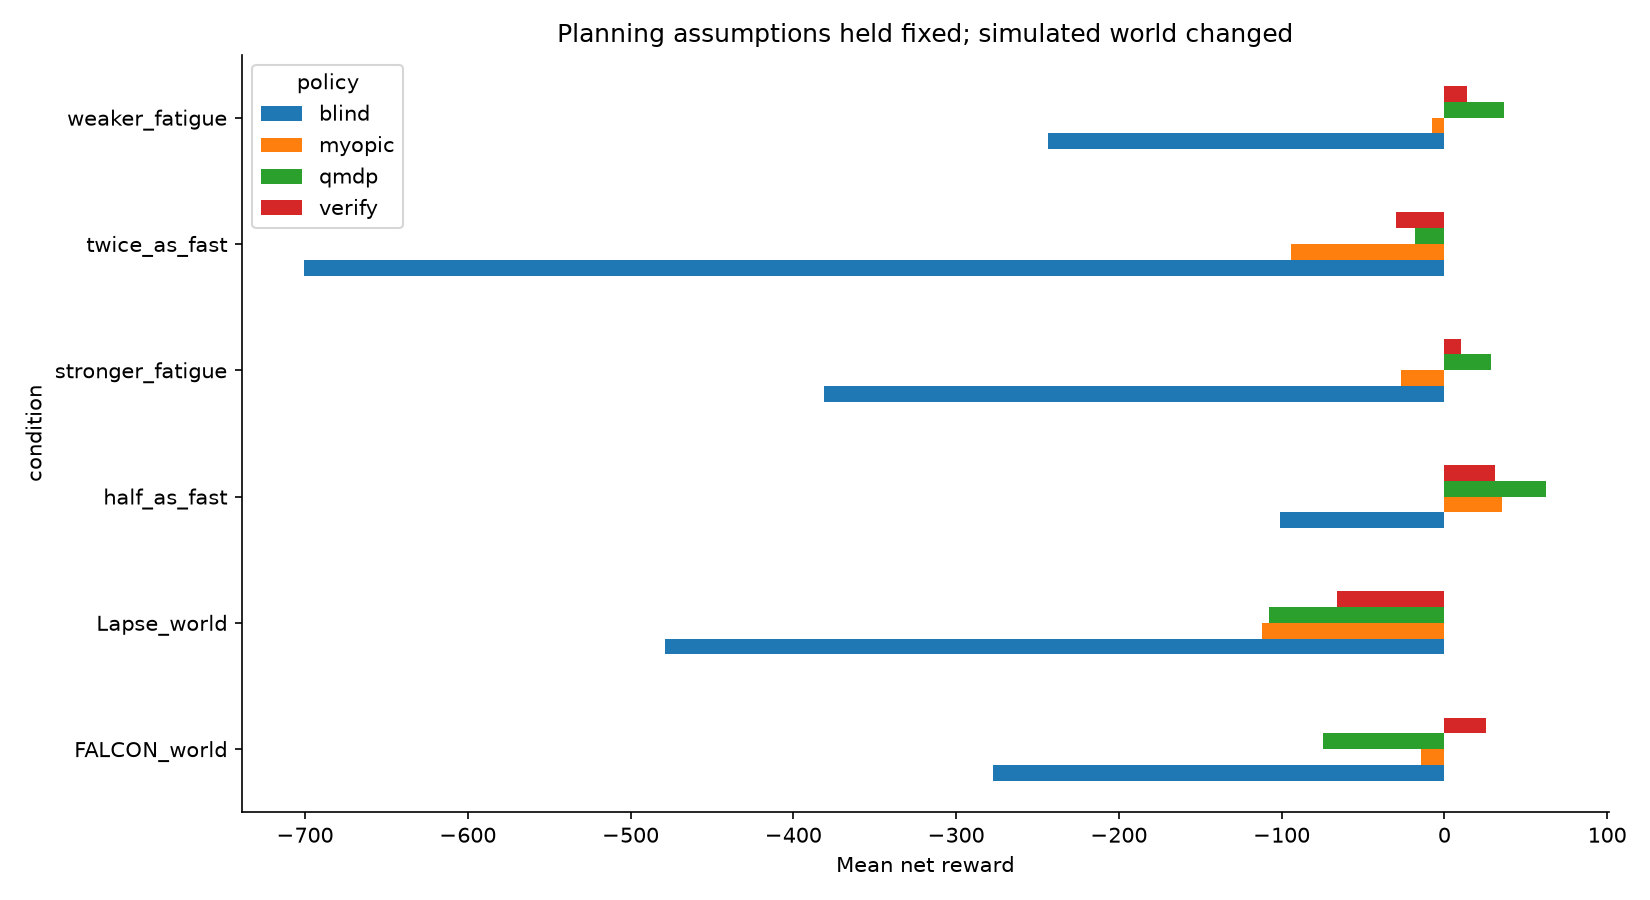 Planning assumptions held fixed; simulated world changed
policy
blind
myopic
qmdp
verify
condition
weaker_fatigue
twice_as_fast
stronger_fatigue
half_as_fast
Lapse_world
FALCON_world
−700 −600 −500 −400 −300 −200 −100 0 100
Mean net reward